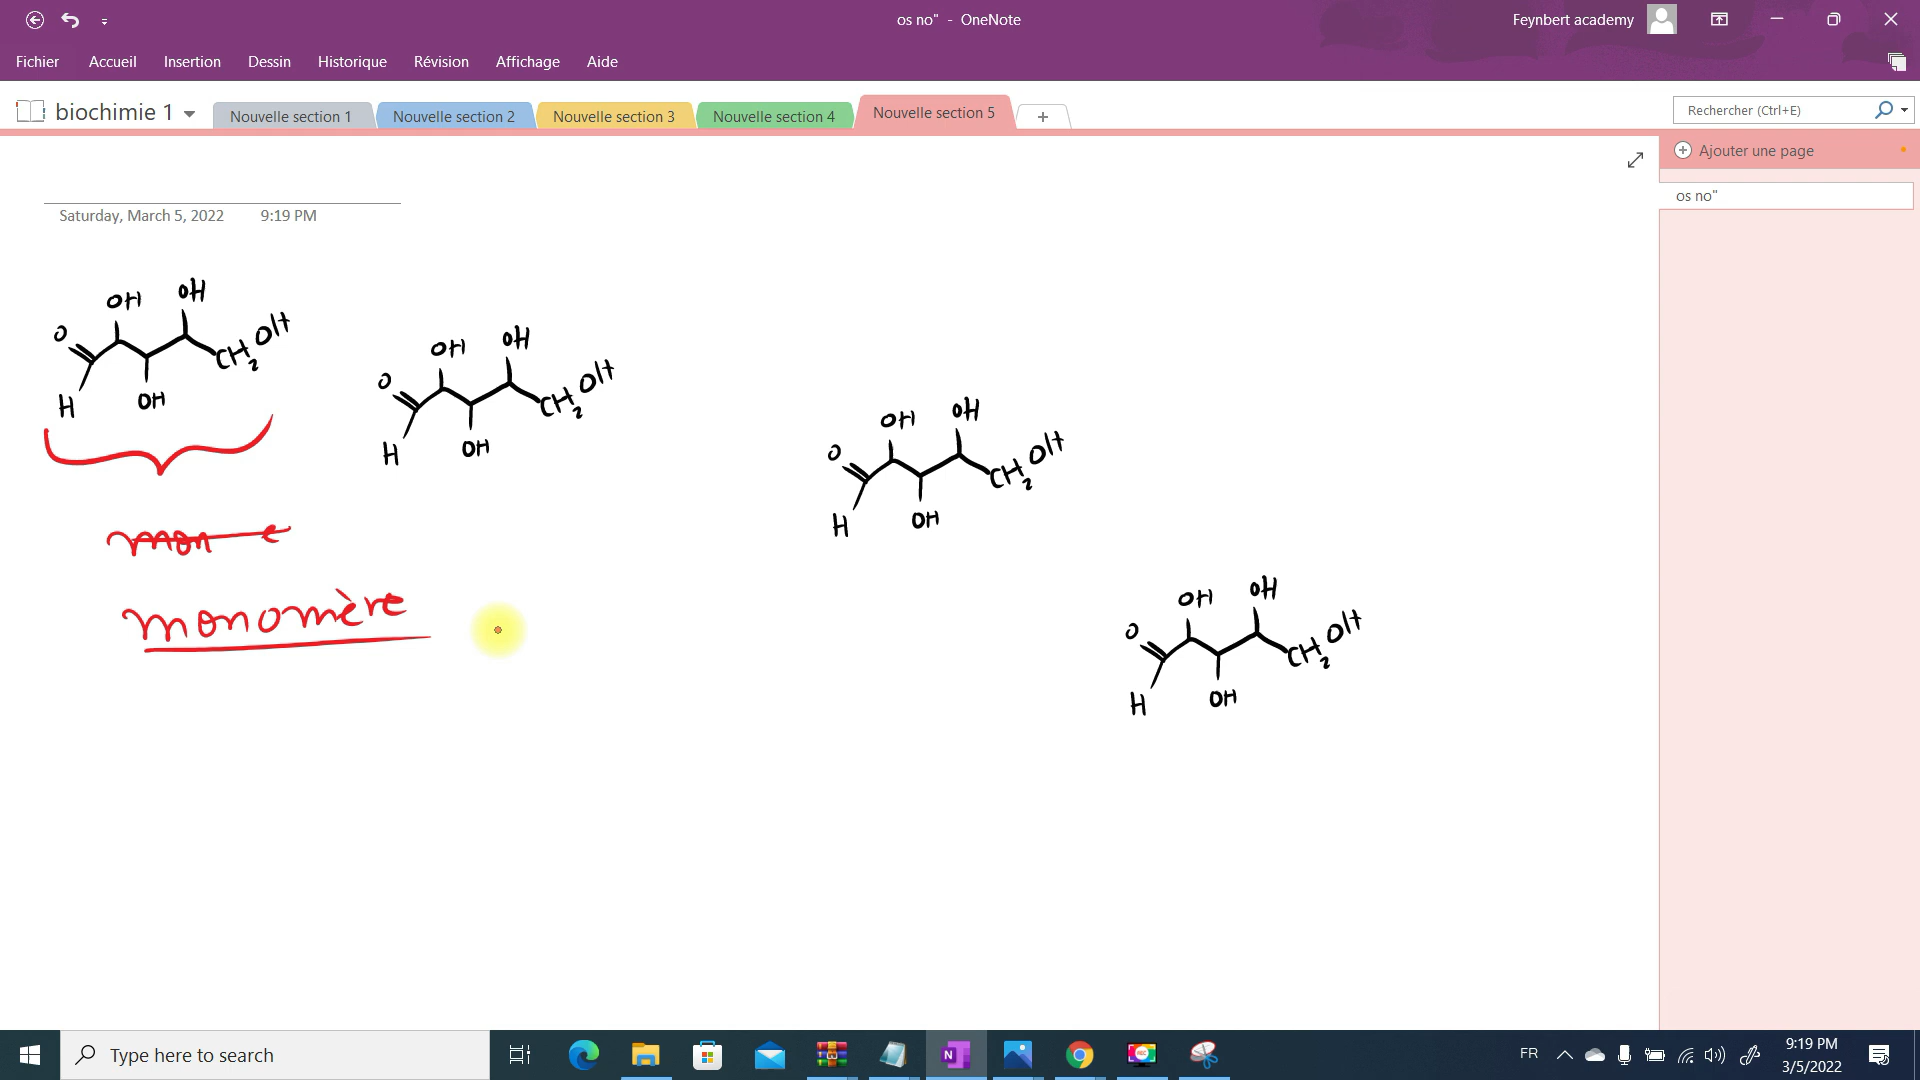 os no" - OneNote
Feynbert academy
Fichier Accueil Insertion Dessin Historique Révision Affichage Aide
biochimie 1
Nouvelle section 1
Nouvelle section 2
Nouvelle section 3
Nouvelle section 4
Nouvelle section 5
Rechercher (Ctrl+E)
Ajouter une page
os no"
Saturday, March 5, 2022 9:19 PM
OH OH
O CH2OH
H OH
OH OH
O CH2OH
H OH
OH OH
O CH2OH
H OH
OH OH
O CH2OH
H OH
monomère
Type here to search
FR
9:19 PM
3/5/2022